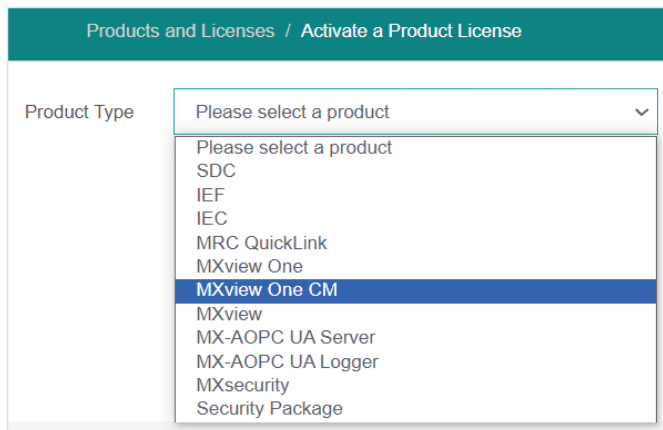 Products and Licenses / Activate a Product License
Product Type
Please select a product
Please select a product
SDC
IEF
IEC
MRC QuickLink
MXview One
MXview One CM
MXview
MX-AOPC UA Server
MX-AOPC UA Logger
MXsecurity
Security Package